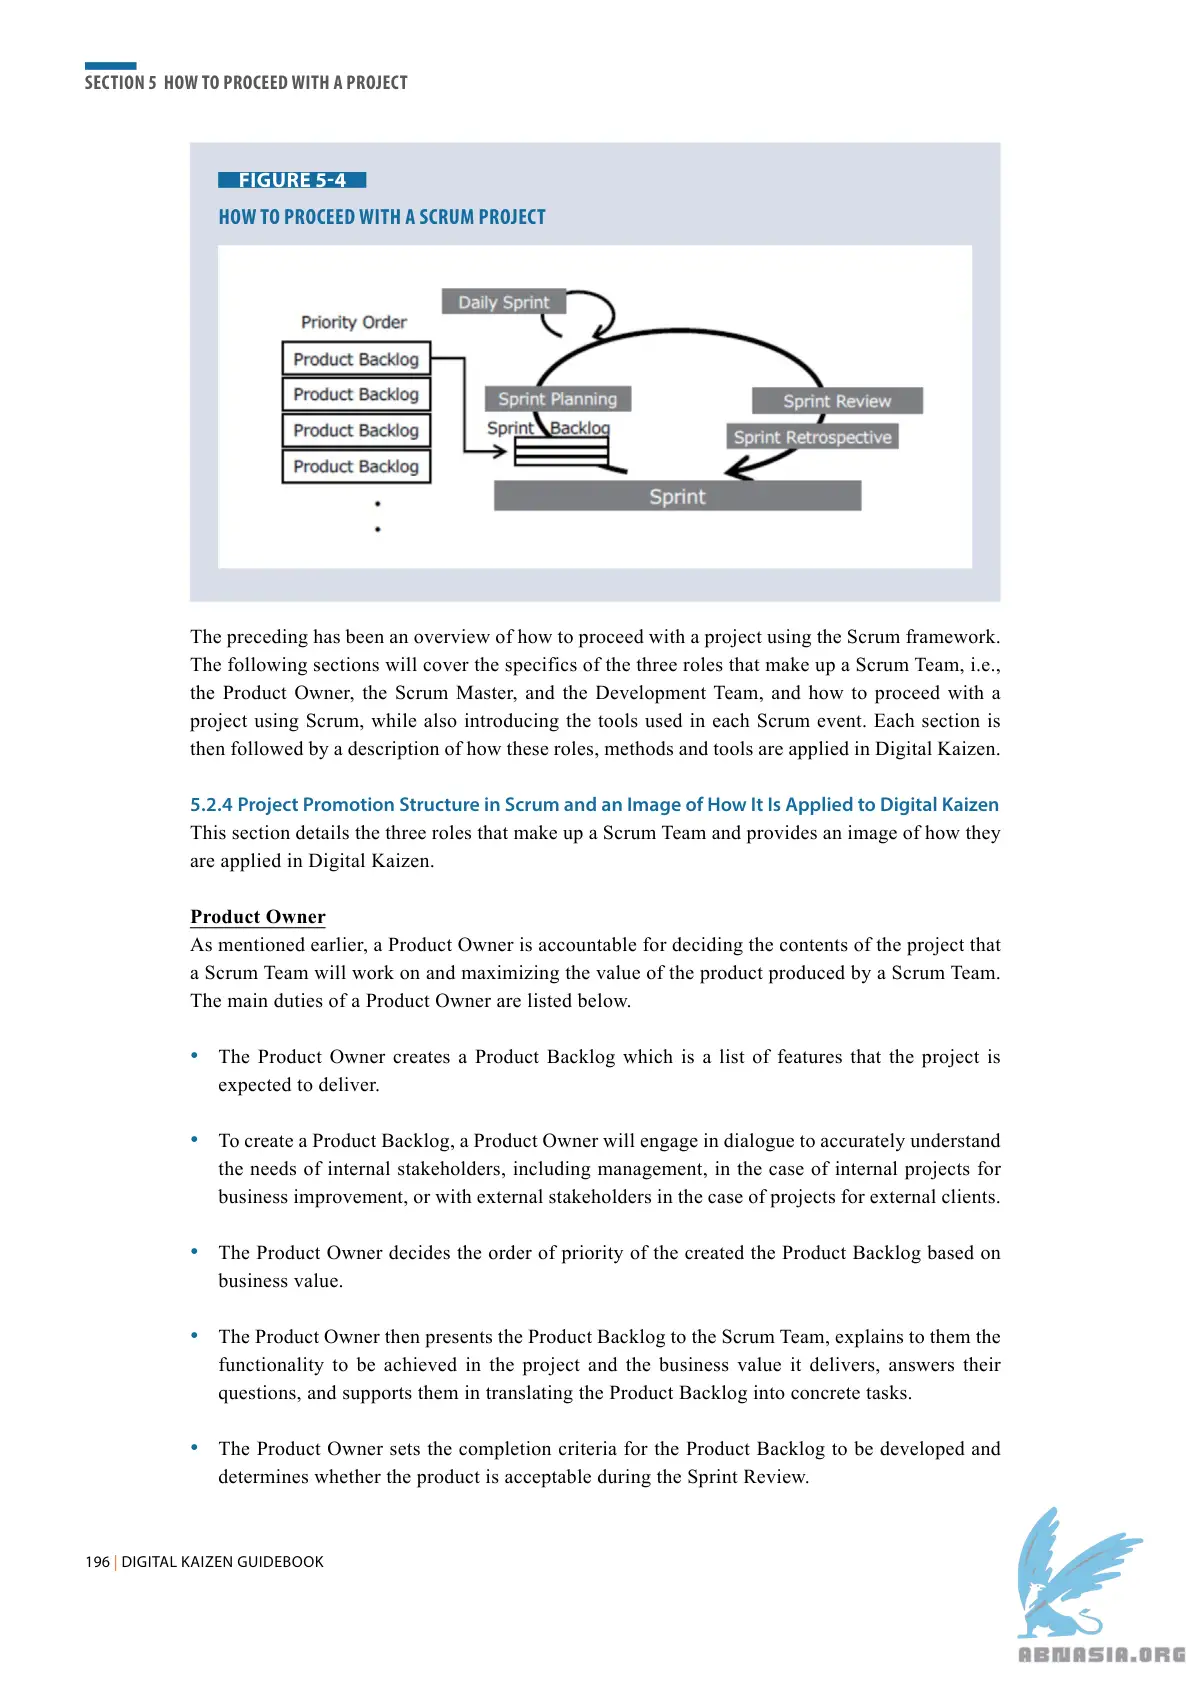 SECTION 5 HOW TO PROCEED WITH A PROJECT
FIGURE 5-4
HOW TO PROCEED WITH A SCRUM PROJECT
Daily Sprint
Priority Order
Product Backlog
Product Backlog
Product Backlog
Product Backlog
Sprint Planning
Sprint Backlog
Sprint Review
Sprint Retrospective
Sprint
The preceding has been an overview of how to proceed with a project using the Scrum framework.
The following sections will cover the specifics of the three roles that make up a Scrum Team, i.e.,
the Product Owner, the Scrum Master, and the Development Team, and how to proceed with a
project using Scrum, while also introducing the tools used in each Scrum event. Each section is
then followed by a description of how these roles, methods and tools are applied in Digital Kaizen.
5.2.4 Project Promotion Structure in Scrum and an Image of How It Is Applied to Digital Kaizen
This section details the three roles that make up a Scrum Team and provides an image of how they
are applied in Digital Kaizen.
Product Owner
As mentioned earlier, a Product Owner is accountable for deciding the contents of the project that
a Scrum Team will work on and maximizing the value of the product produced by a Scrum Team.
The main duties of a Product Owner are listed below.
• The Product Owner creates a Product Backlog which is a list of features that the project is
expected to deliver.
• To create a Product Backlog, a Product Owner will engage in dialogue to accurately understand
the needs of internal stakeholders, including management, in the case of internal projects for
business improvement, or with external stakeholders in the case of projects for external clients.
• The Product Owner decides the order of priority of the created the Product Backlog based on
business value.
• The Product Owner then presents the Product Backlog to the Scrum Team, explains to them the
functionality to be achieved in the project and the business value it delivers, answers their
questions, and supports them in translating the Product Backlog into concrete tasks.
• The Product Owner sets the completion criteria for the Product Backlog to be developed and
determines whether the product is acceptable during the Sprint Review.
196 | DIGITAL KAIZEN GUIDEBOOK
ABNASIA.ORG